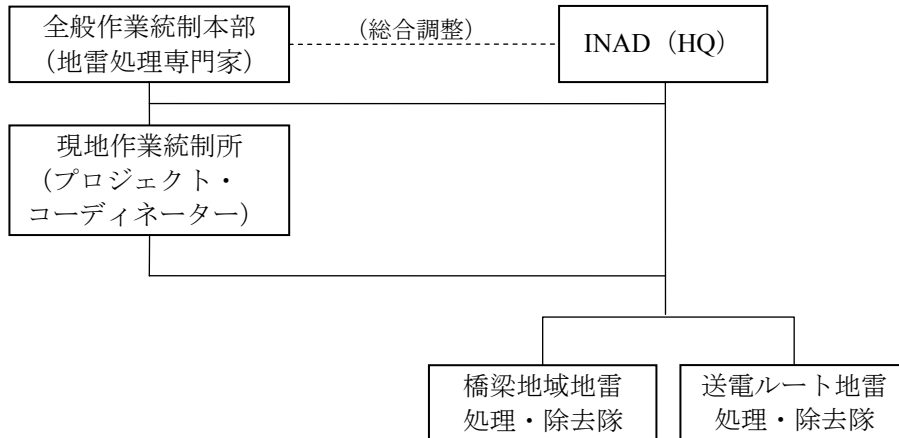 全般作業統制本部
（地雷処理専門家）
（総合調整）
INAD（HQ）
現地作業統制所
（プロジェクト・
コーディネーター）
橋梁地域地雷
処理・除去隊
送電ルート地雷
処理・除去隊